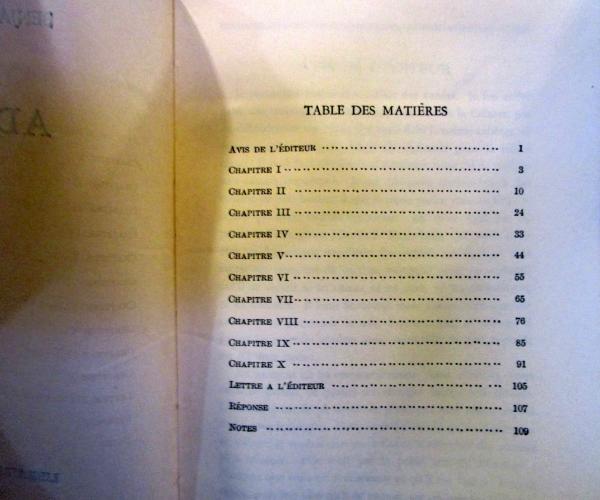 TABLE DES MATIÈRES
AVIS DE L'ÉDITEUR 1
CHAPITRE I 3
CHAPITRE II 10
CHAPITRE III 24
CHAPITRE IV 33
CHAPITRE V 44
CHAPITRE VI 55
CHAPITRE VII 65
CHAPITRE VIII 76
CHAPITRE IX 85
CHAPITRE X 91
LETTRE A L'ÉDITEUR 105
RÉPONSE 107
NOTES 109